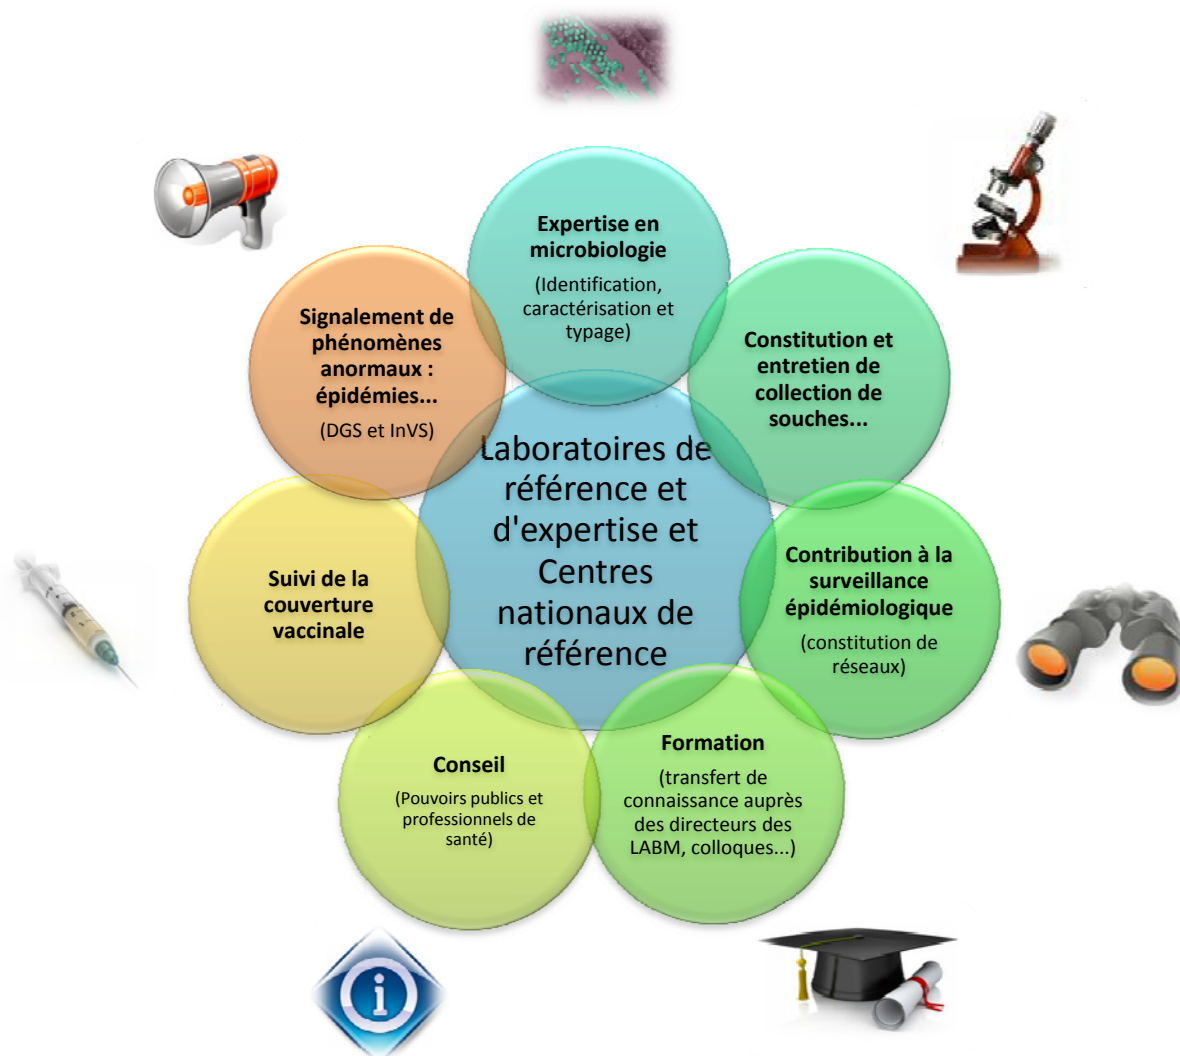 Expertise en
microbiologie
(Identification,
caractérisation et
typage)
Constitution et
entretien de
collection de
souches...
Contribution à la
surveillance
épidémiologique
(constitution de
réseaux)
Formation
(transfert de
connaissance auprès
des directeurs des
LABM, colloques...)
Conseil
(Pouvoirs publics et
professionnels de
santé)
Suivi de la
couverture
vaccinale
Signalement de
phénomènes
anormaux :
épidémies...
(DGS et InVS)
Laboratoires de
référence et
d'expertise et
Centres
nationaux de
référence